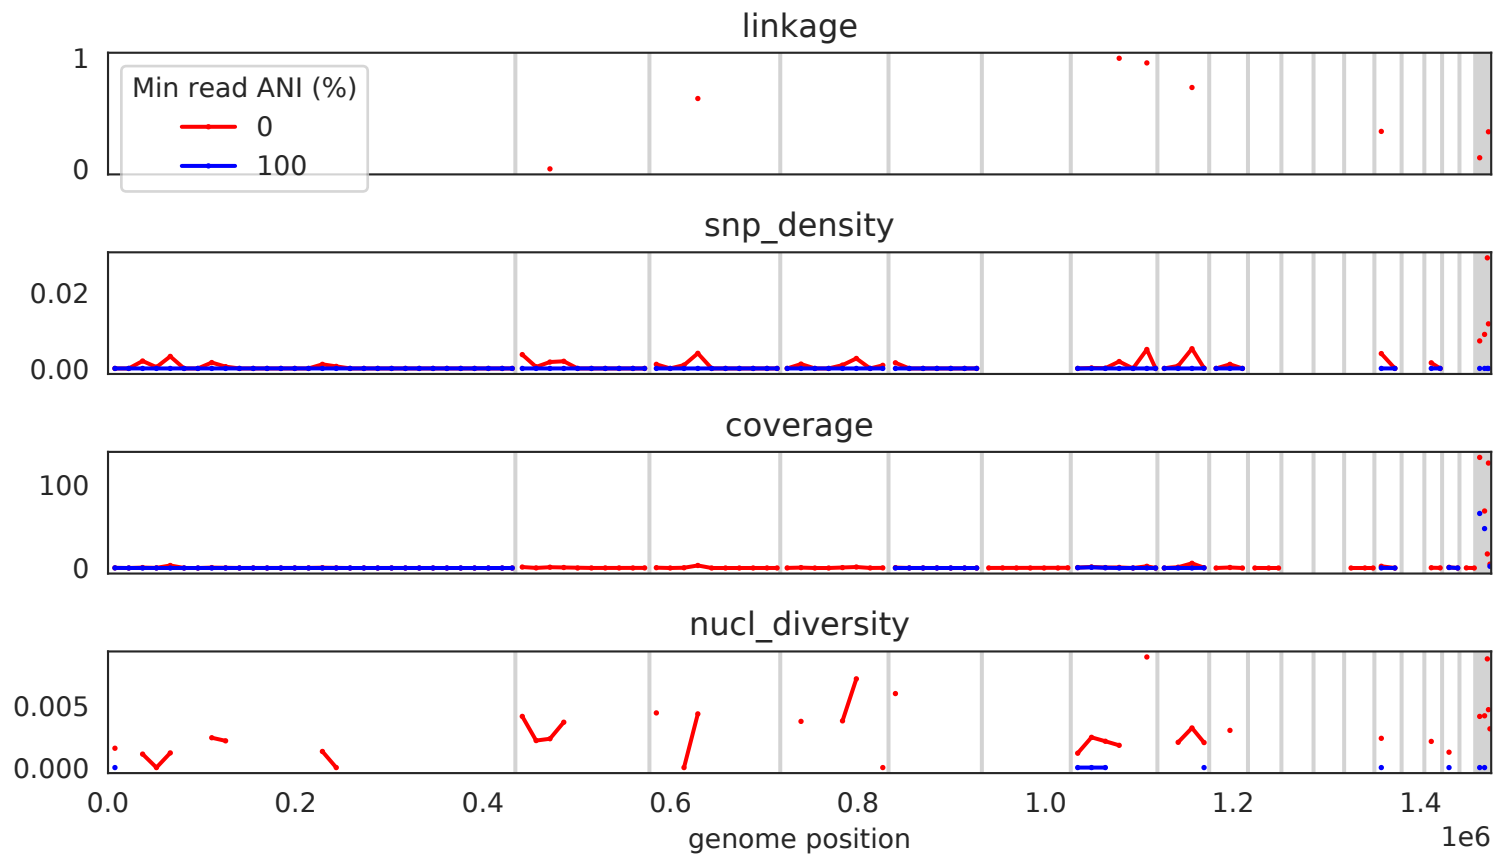 linkage
1
0
Min read ANI (%)
0
100
snp_density
0.02
0.00
coverage
100
0
nucl_diversity
0.005
0.000
0.0 0.2 0.4 0.6 0.8 1.0 1.2 1.4
genome position
1e6